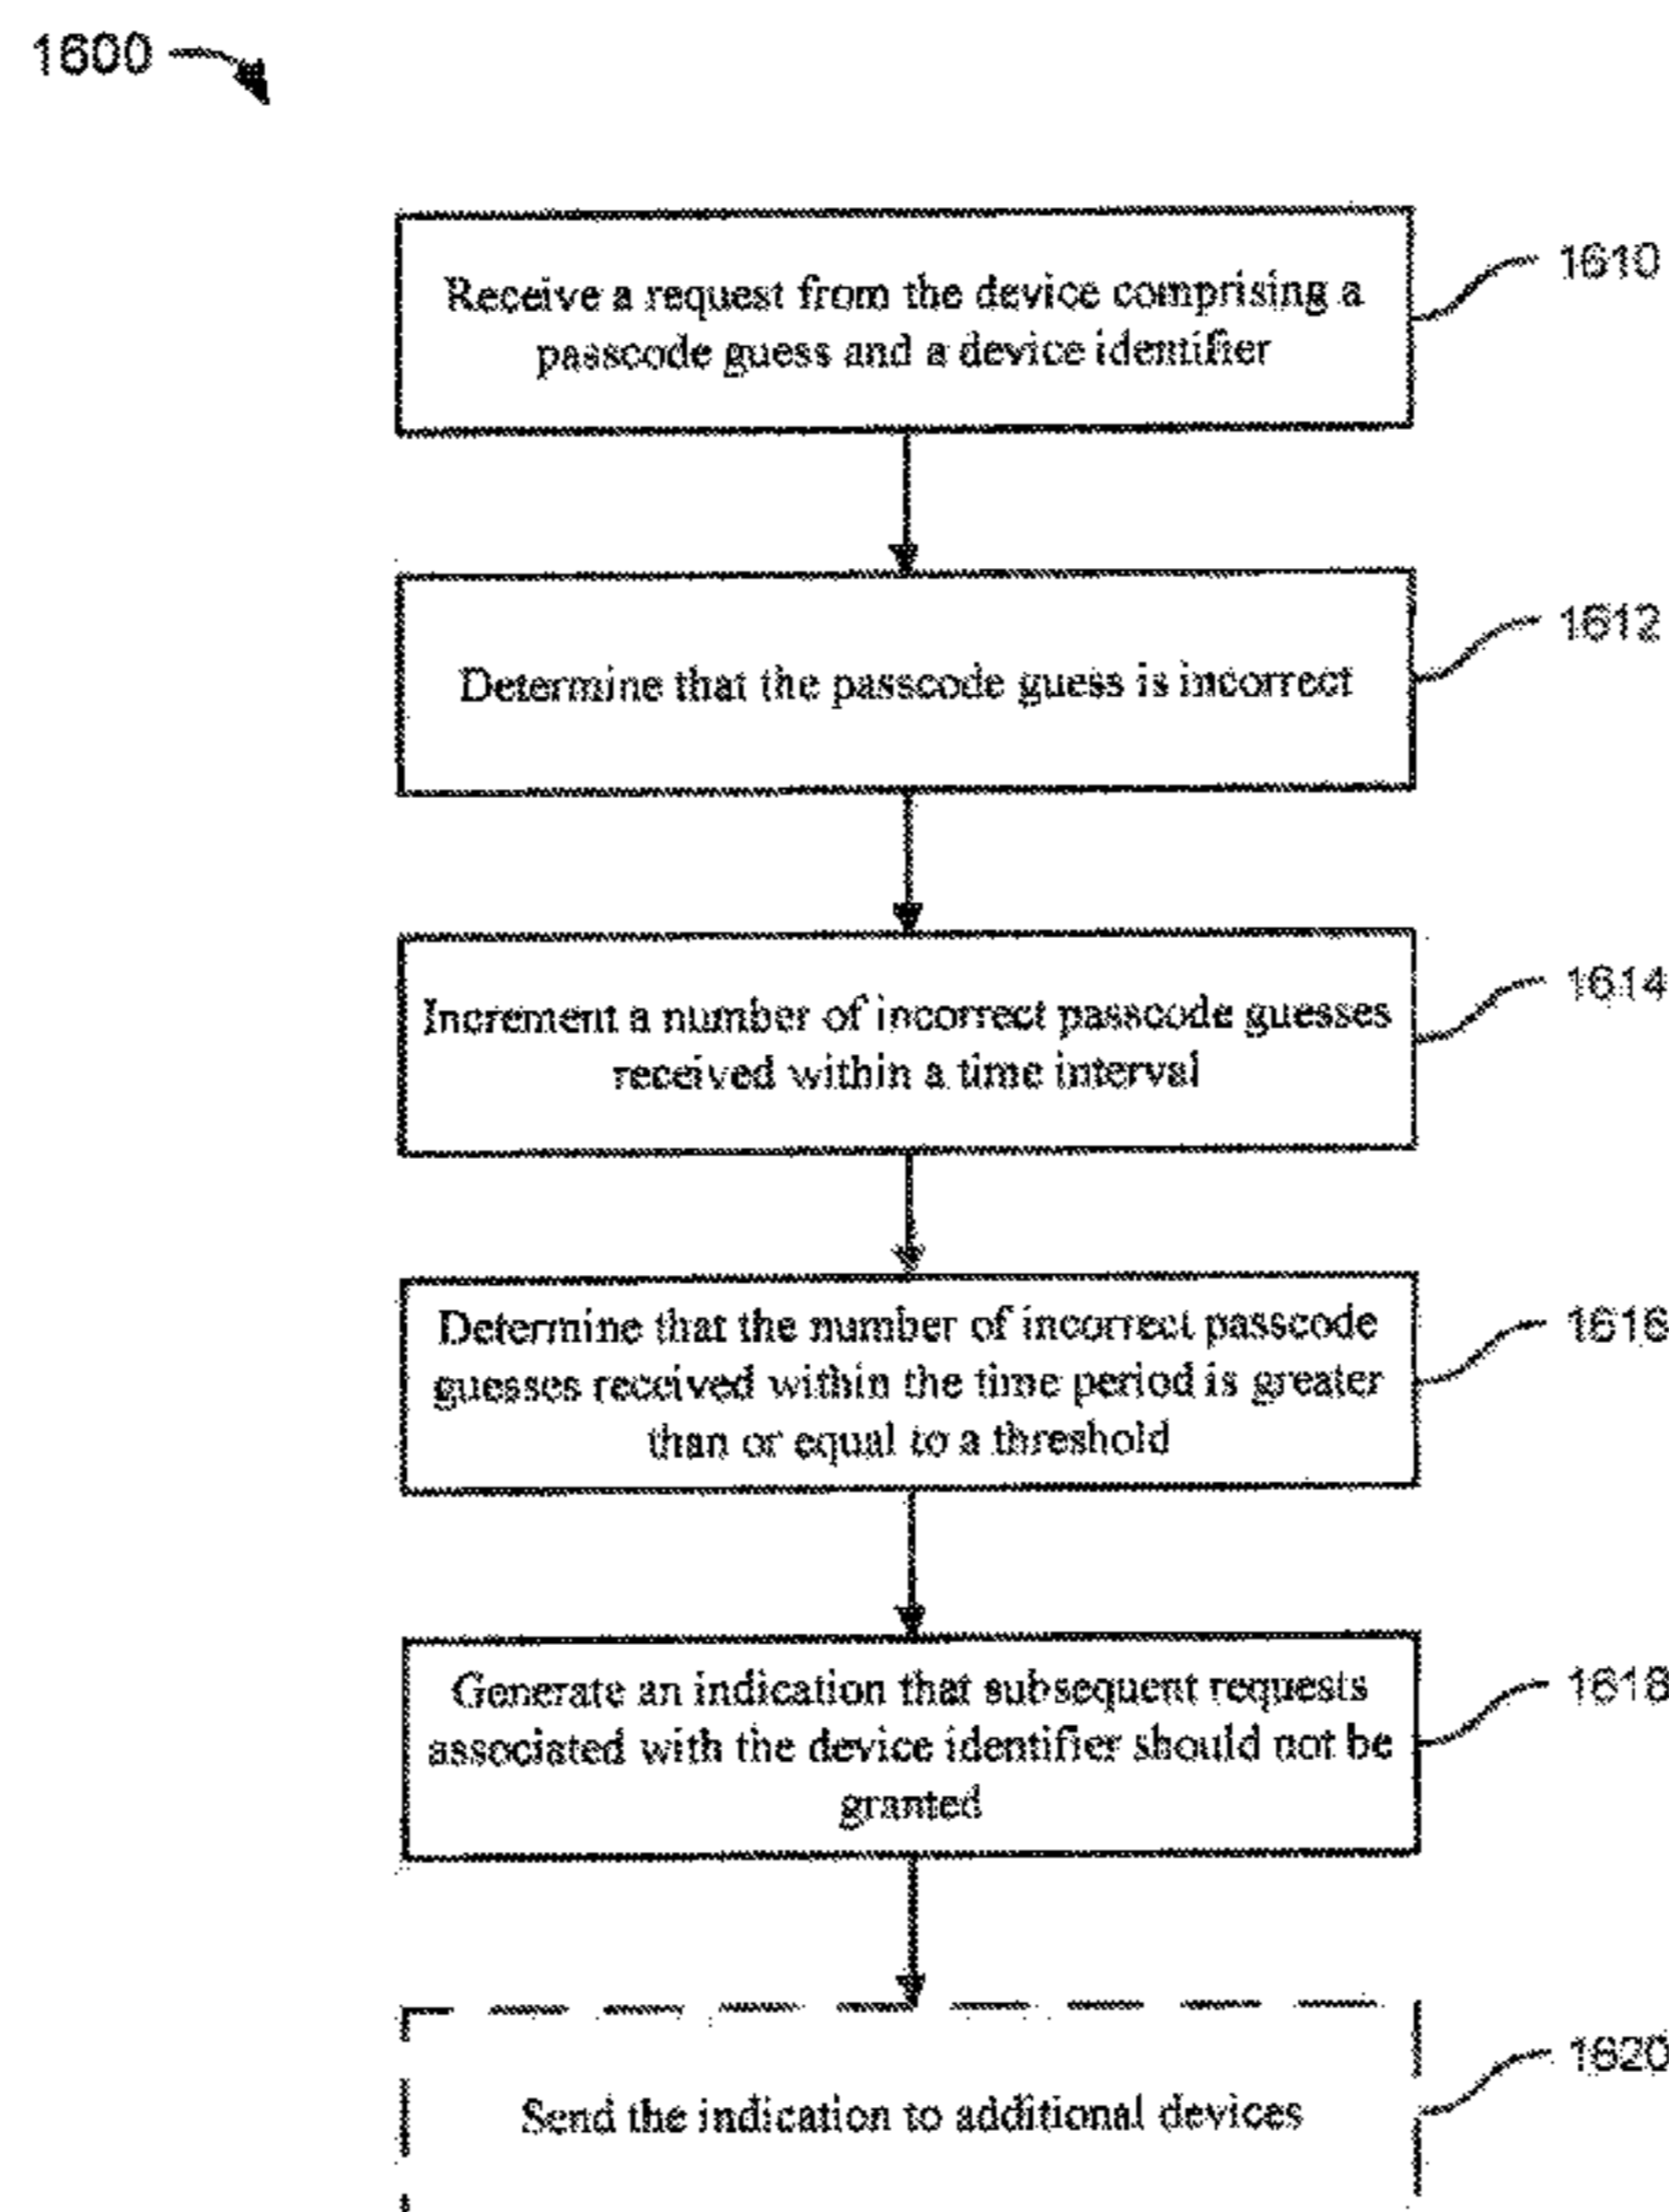 1600
Receive a request from the device comprising a
passcode guess and a device identifier
1610
Determine that the passcode guess is incorrect
1612
Increment a number of incorrect passcode guesses
received within a time interval
1614
Determine that the number of incorrect passcode
guesses received within the time period is greater
than or equal to a threshold
1616
Generate an indication that subsequent requests
associated with the device identifier should not be
granted
1618
Send the indication to additional devices
1620